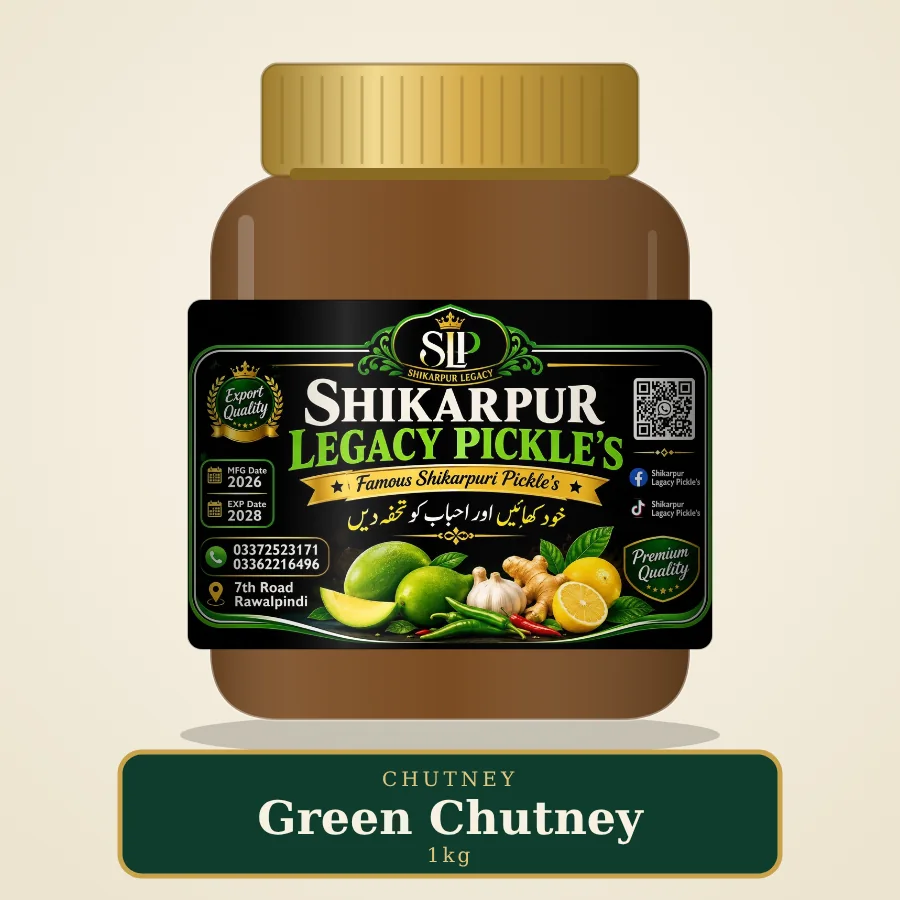 SLP
SHIKARPUR LEGACY
SHIKARPUR
LEGACY PICKLE'S
Famous Shikarpuri Pickle's
خود کھائیں اور احباب کو تحفہ دیں
Export
Quality
MFG Date
2026
EXP Date
2028
03372523171
03362216496
7th Road
Rawalpindi
Shikarpur
Legacy Pickle's
Shikarpur
Legacy Pickle's
Premium
Quality
CHUTNEY
Green Chutney
1kg